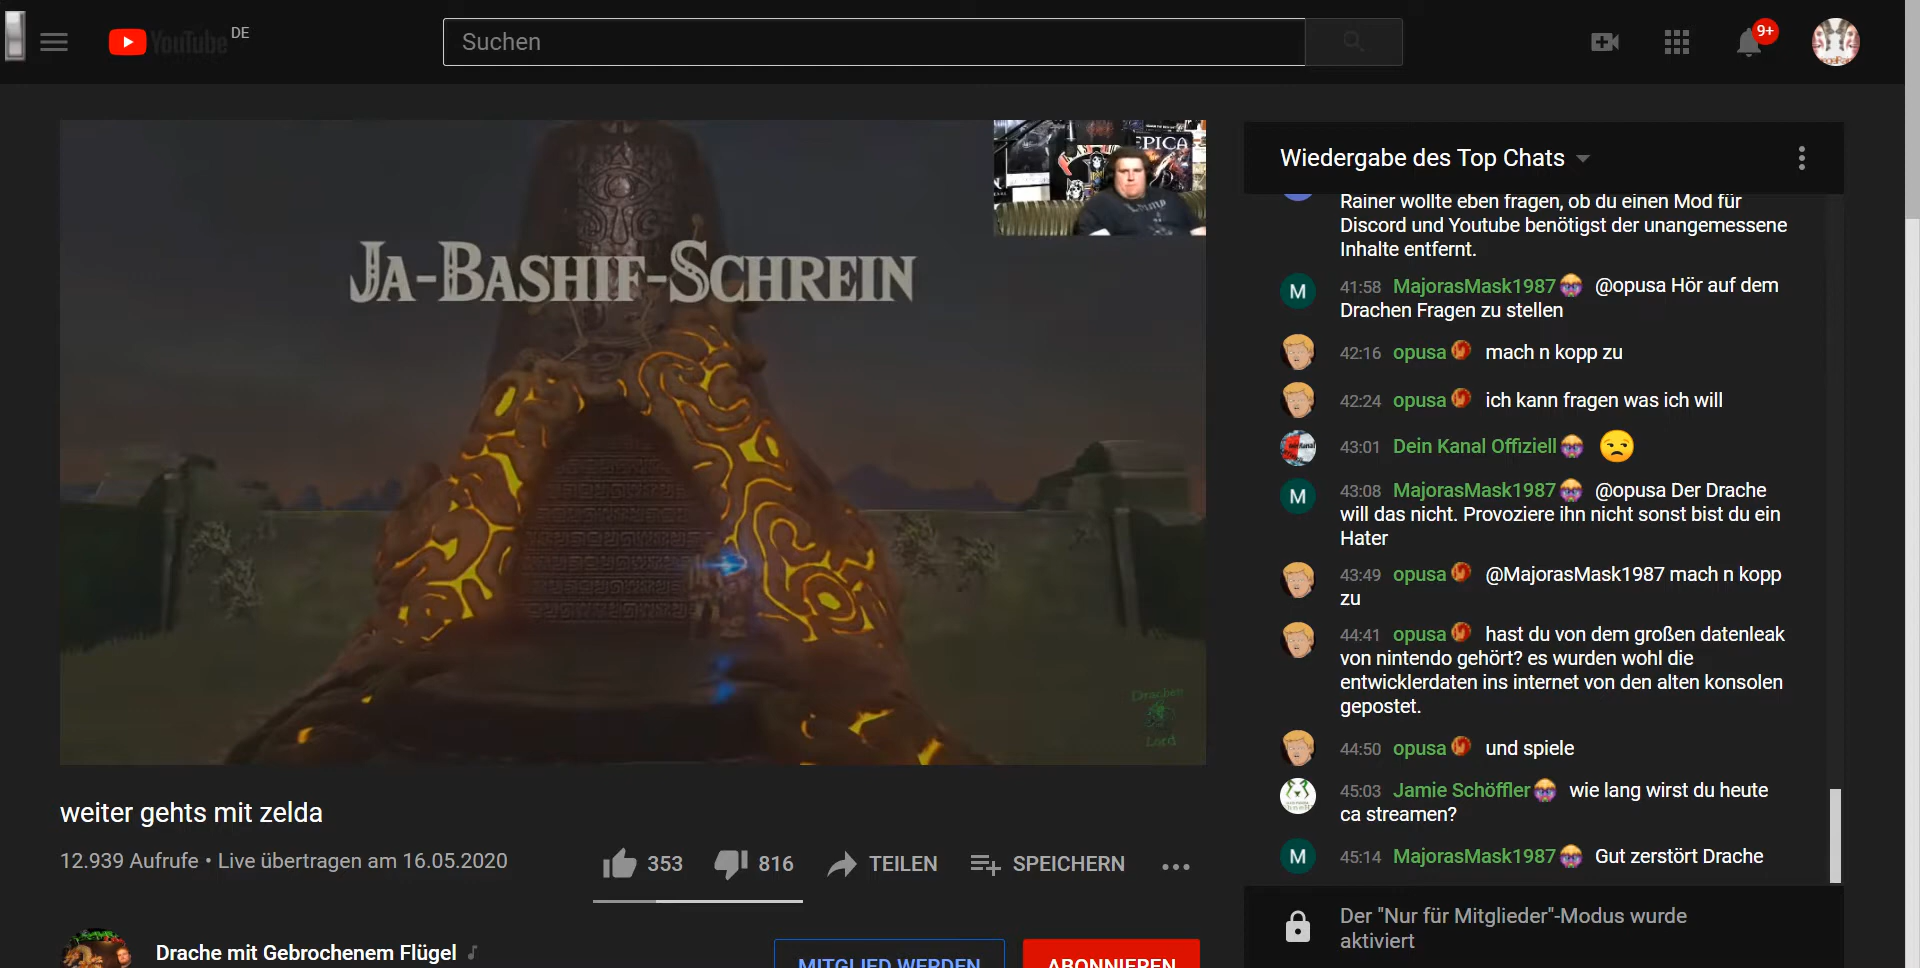 YouTube DE
Suchen
9+
EPICA
JA-BASHIF-SCHREIN
Drachen
Lord
weiter gehts mit zelda
12.939 Aufrufe • Live übertragen am 16.05.2020
353 816 TEILEN SPEICHERN
Drache mit Gebrochenem Flügel
MITGLIED WERDEN ABONNIEREN
Wiedergabe des Top Chats
Rainer wollte eben fragen, ob du einen Mod für
Discord und Youtube benötigst der unangemessene
Inhalte entfernt.
M 41:58 MajorasMask1987 @opusa Hör auf dem
Drachen Fragen zu stellen
42:16 opusa mach n kopp zu
42:24 opusa ich kann fragen was ich will
43:01 Dein Kanal Offiziell
M 43:08 MajorasMask1987 @opusa Der Drache
will das nicht. Provoziere ihn nicht sonst bist du ein
Hater
43:49 opusa @MajorasMask1987 mach n kopp
zu
44:41 opusa hast du von dem großen datenleak
von nintendo gehört? es wurden wohl die
entwicklerdaten ins internet von den alten konsolen
gepostet.
44:50 opusa und spiele
45:03 Jamie Schöffler wie lang wirst du heute
ca streamen?
M 45:14 MajorasMask1987 Gut zerstört Drache
Der "Nur für Mitglieder"-Modus wurde
aktiviert